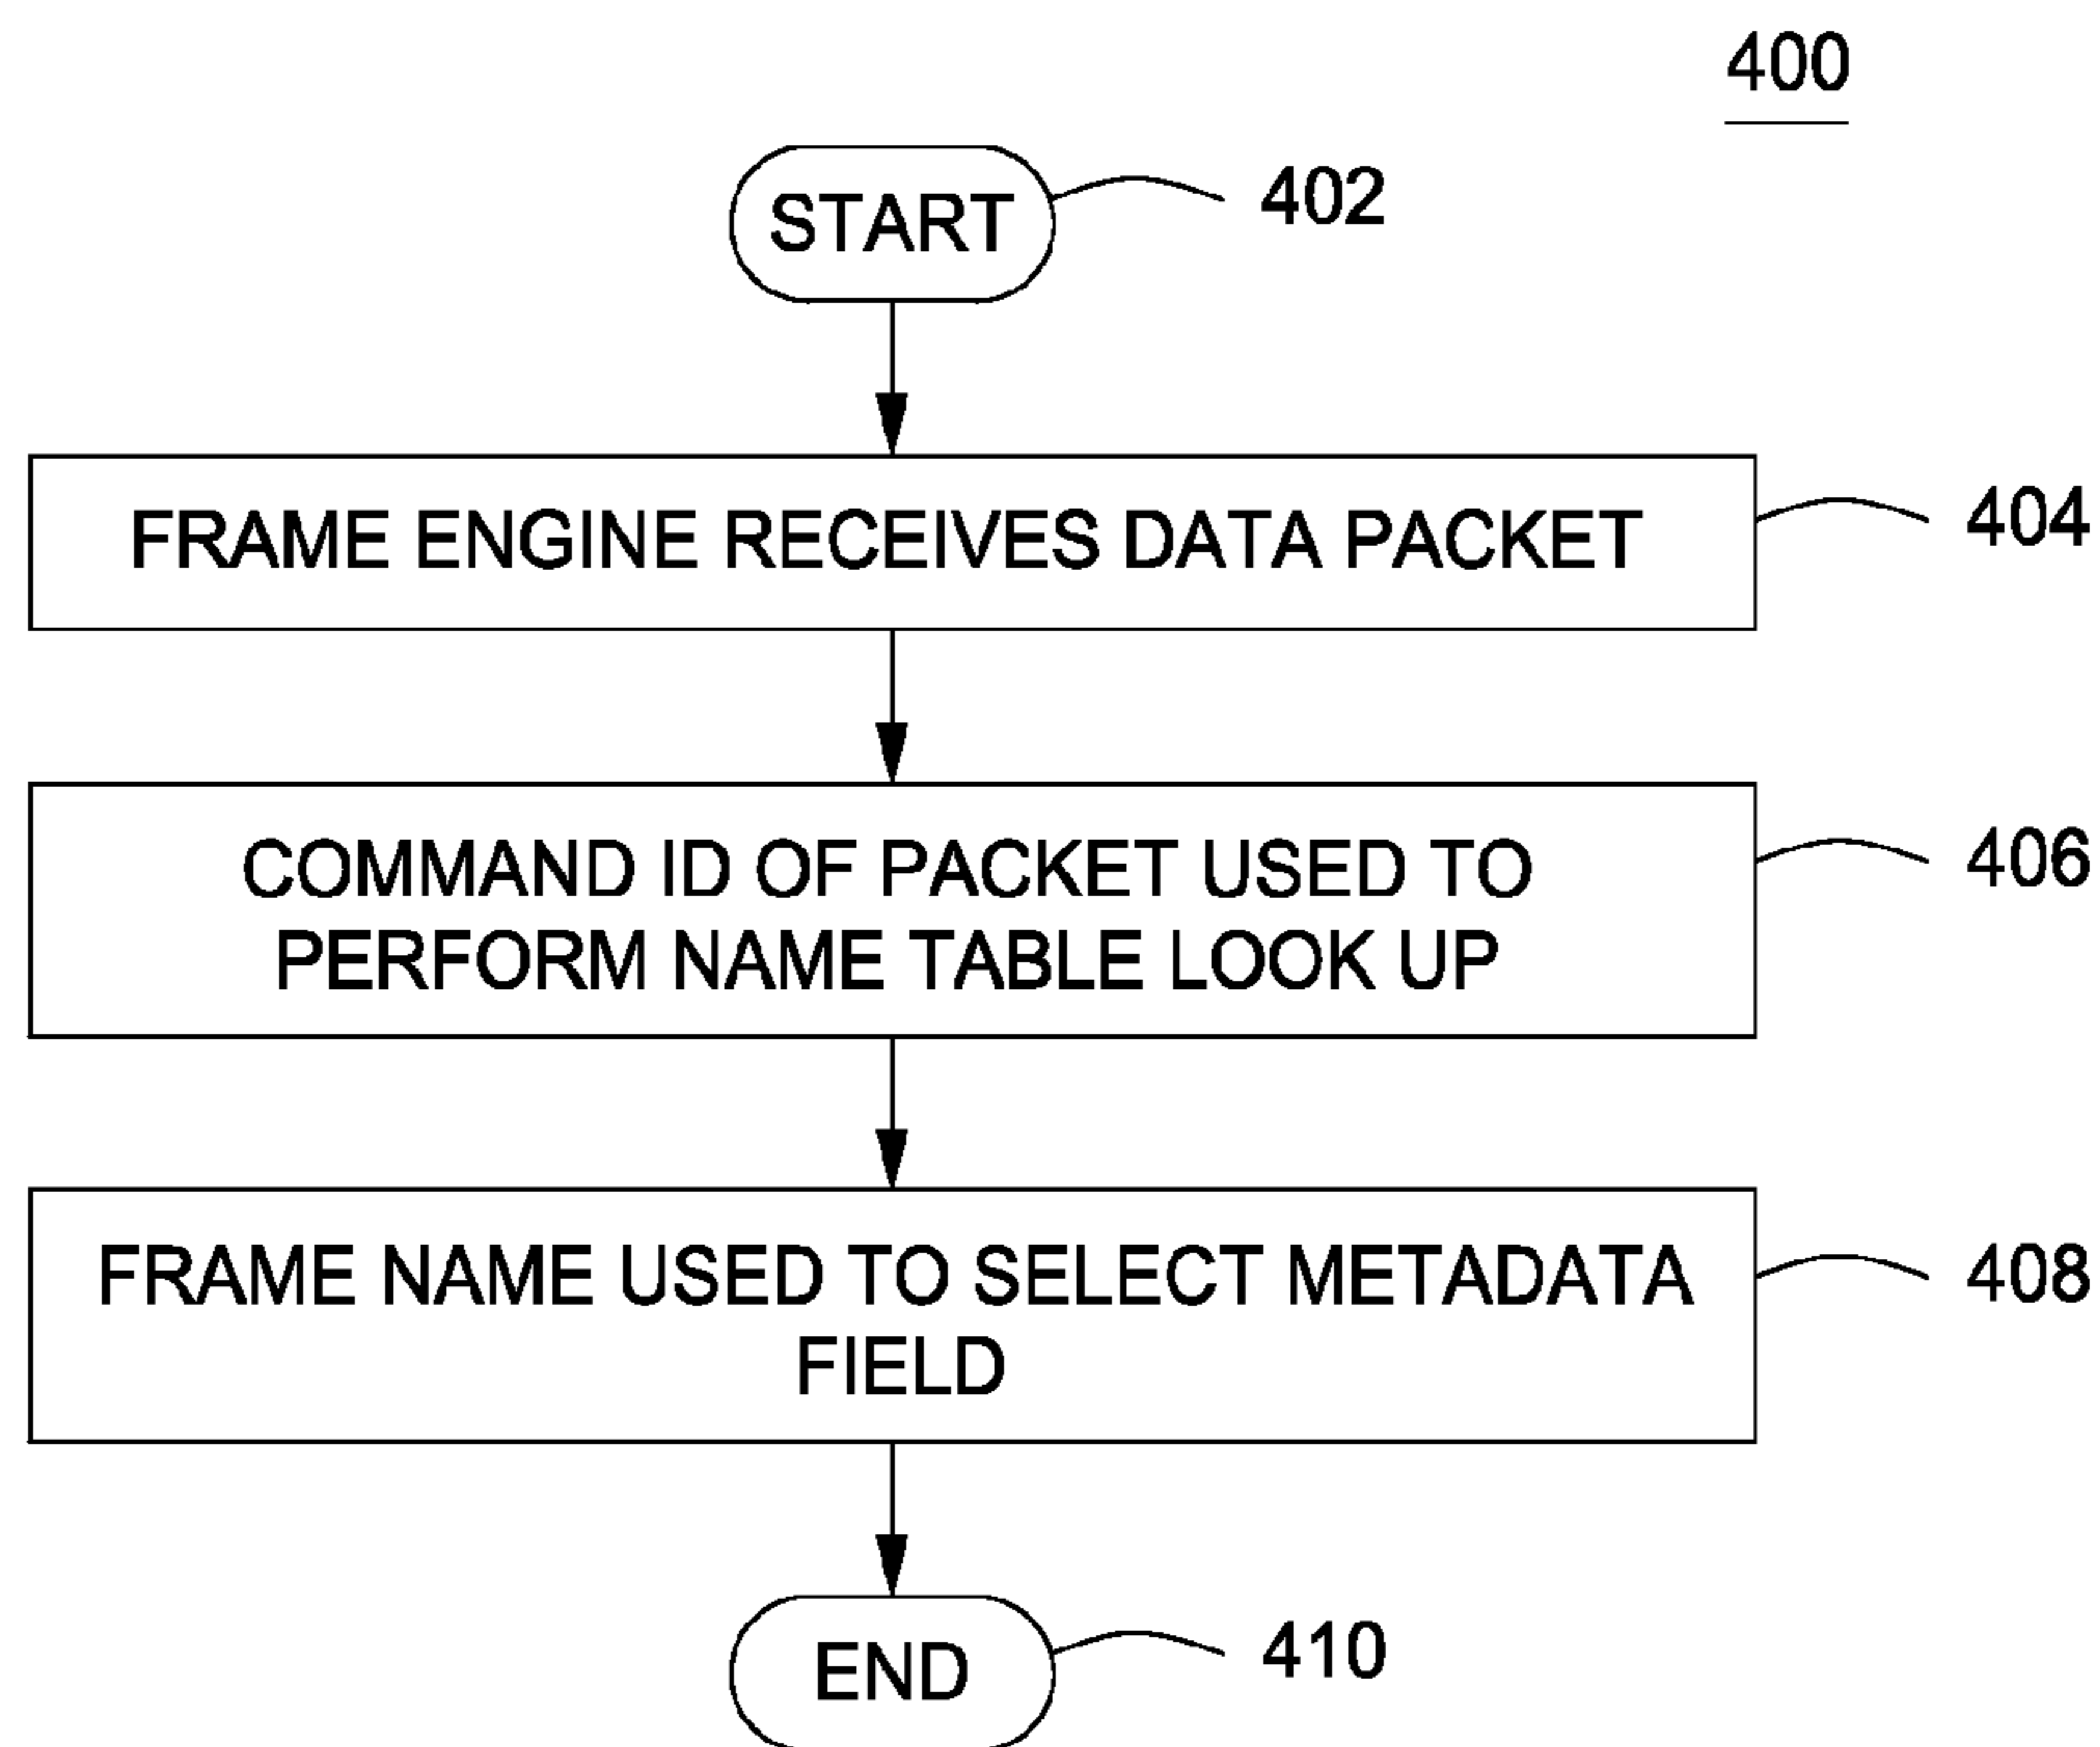 400
START
402
FRAME ENGINE RECEIVES DATA PACKET
404
COMMAND ID OF PACKET USED TO
PERFORM NAME TABLE LOOK UP
406
FRAME NAME USED TO SELECT METADATA
FIELD
408
END
410